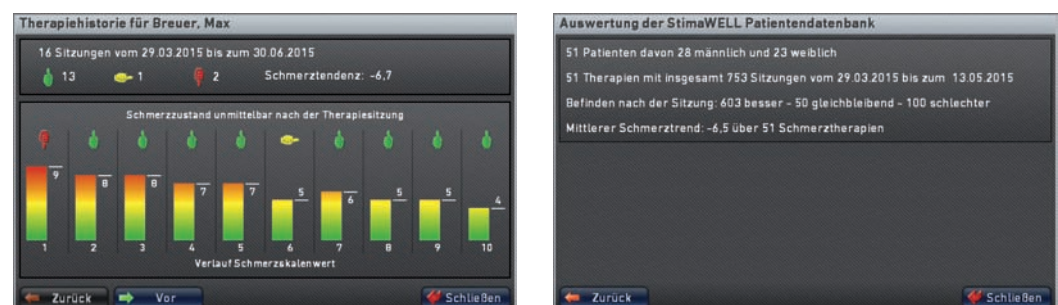 Therapiehistorie für Breuer, Max
16 Sitzungen vom 29.03.2015 bis zum 30.06.2015
13 1 2 Schmerztendenz: -6,7
Schmerzzustand unmittelbar nach der Therapiesitzung
9 8 8 7 7 5 6 5 5 4
1 2 3 4 5 6 7 8 9 10
Verlauf Schmerzskalenwert
Zurück Vor Schließen
Auswertung der StimaWELL Patientendatenbank
51 Patienten davon 28 männlich und 23 weiblich
51 Therapien mit insgesamt 753 Sitzungen vom 29.03.2015 bis zum 13.05.2015
Befinden nach der Sitzung: 603 besser - 50 gleichbleibend - 100 schlechter
Mittlerer Schmerztrend: -6,5 über 51 Schmerztherapien
Zurück Schließen